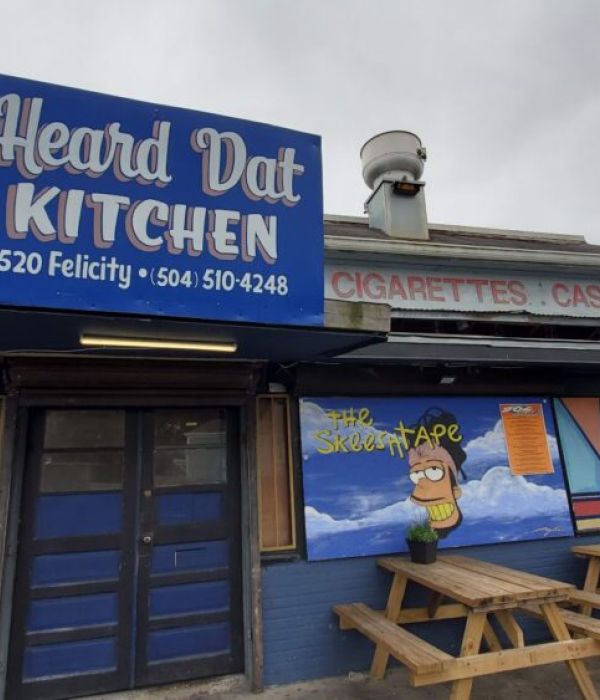 Heard Dat
KITCHEN
520 Felicity • (504) 510-4248
CIGARETTES
THE
SkeeshTAPE